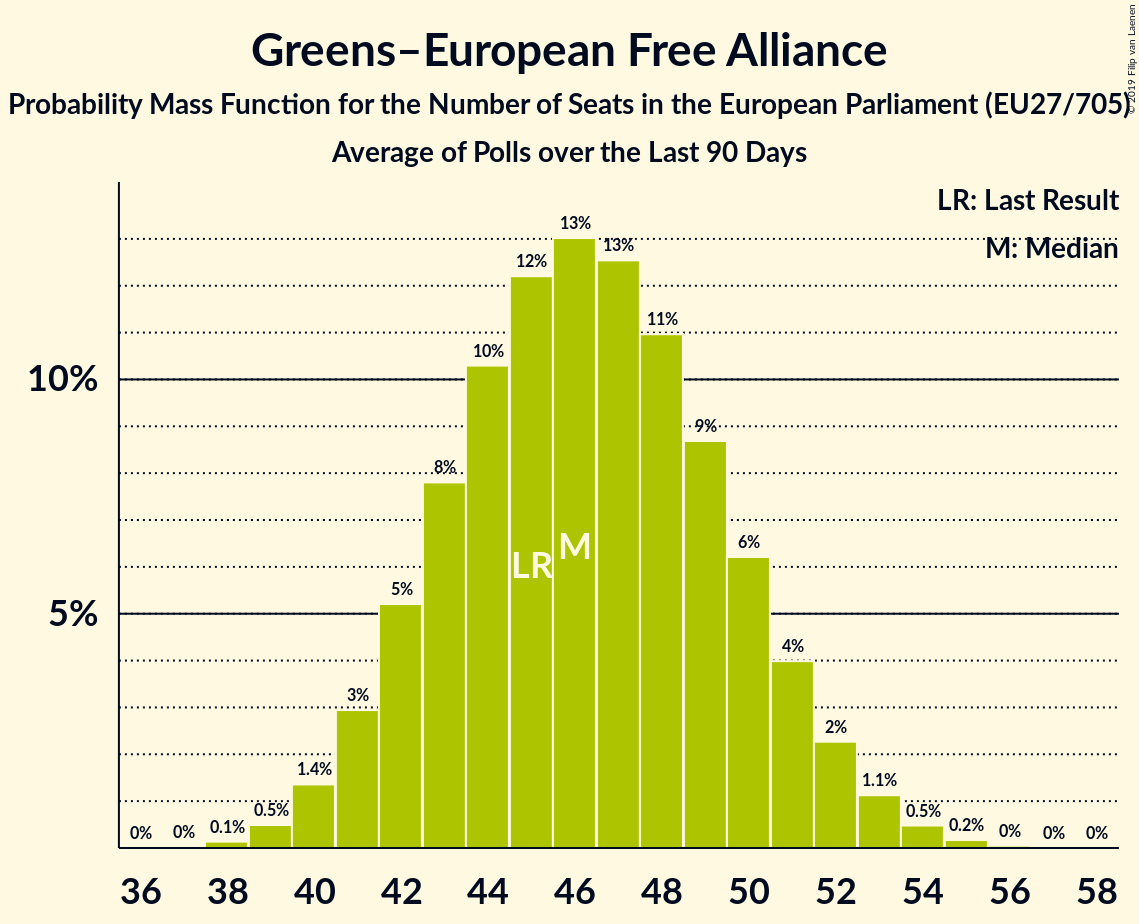 Greens–European Free Alliance
Probability Mass Function for the Number of Seats in the European Parliament (EU27/705)
Average of Polls over the Last 90 Days
© 2019 Filip van Laenen
LR: Last Result
M: Median
13%
13%
12%
11%
10%
10%
9%
8%
LR
M
6%
5%
5%
4%
3%
2%
1.4%
1.1%
0.5%
0.5%
0.1%
0.2%
0%
0%
0%
0%
0%
36 38 40 42 44 46 48 50 52 54 56 58